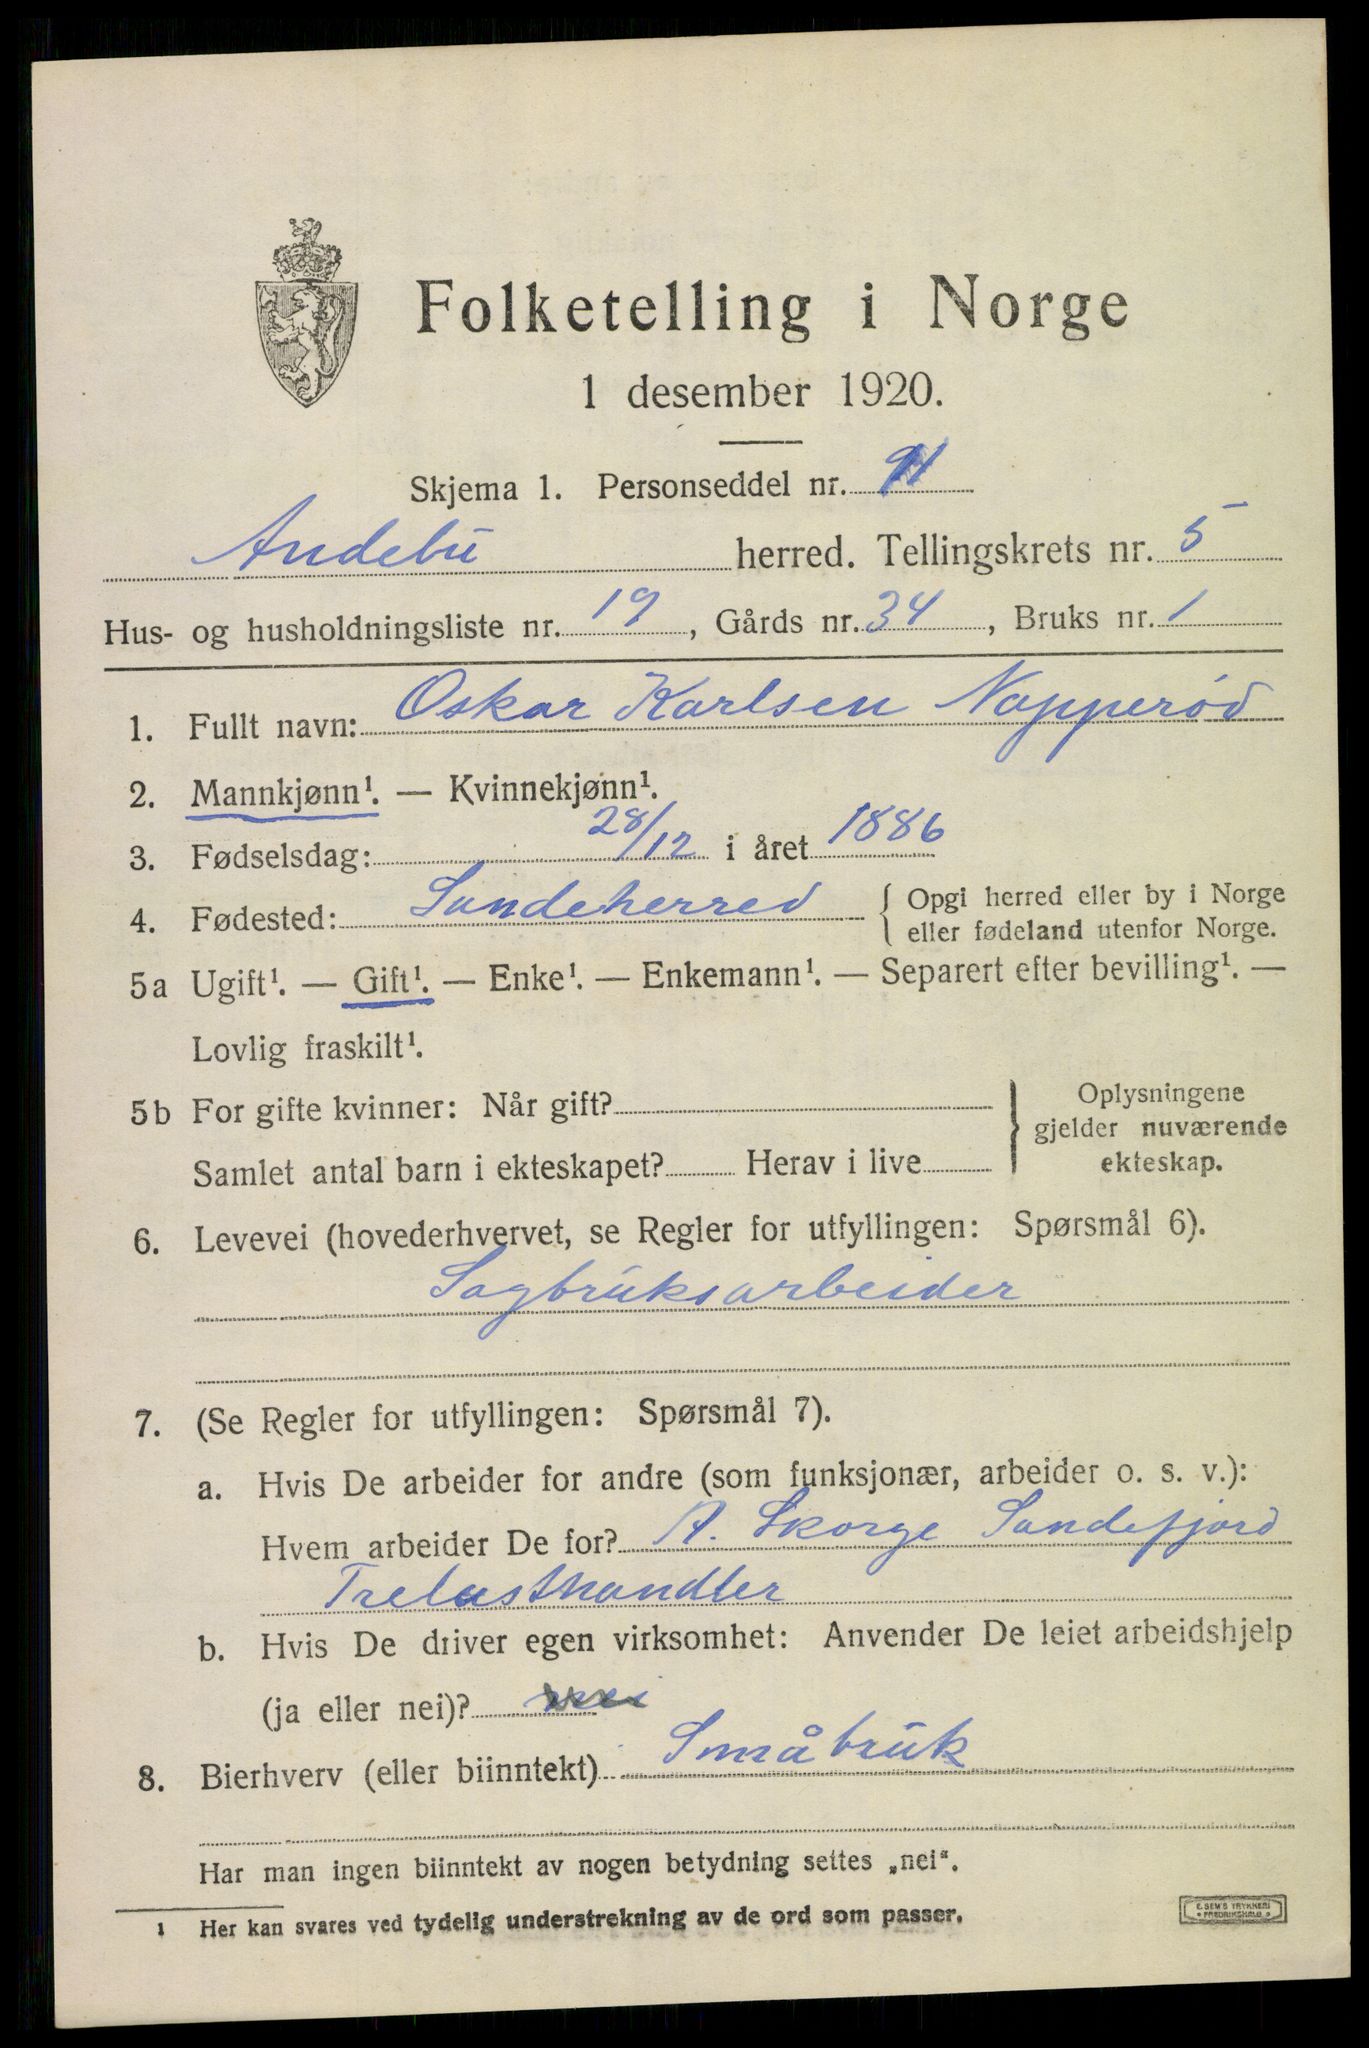 Folketelling i Norge
1 desember 1920.
Skjema 1. Personseddel nr.
Andebu herred. Tellingskrets nr. 5
Hus- og husholdningsliste nr. 19, Gårds nr. 34, Bruks nr. 1
1. Fullt navn: Oskar Karlsen Napperød
2. Mannkjønn¹. — Kvinnekjønn¹.
3. Fødselsdag: 28/12 i året 1886
4. Fødested: Sandeherred { Opgi herred eller by i Norge
eller fødeland utenfor Norge.
5a Ugift¹. — Gift¹. — Enke¹. — Enkemann¹. — Separert efter bevilling¹. —
Lovlig fraskilt¹.
5b For gifte kvinner: Når gift?
Samlet antal barn i ekteskapet? Herav i live
} Oplysningene
gjelder nuværende
ekteskap.
6. Levevei (hovederhvervet, se Regler for utfyllingen: Spørsmål 6).
Sagbruksarbeider
7. (Se Regler for utfyllingen: Spørsmål 7).
a. Hvis De arbeider for andre (som funksjonær, arbeider o. s. v.):
Hvem arbeider De for? A. Skorge Sandefjord
Trelasthandler
b. Hvis De driver egen virksomhet: Anvender De leiet arbeidshjelp
(ja eller nei)? nei
8. Bierhverv (eller biinntekt) Småbruk
Har man ingen biinntekt av nogen betydning settes „nei“.
1 Her kan svares ved tydelig understrekning av de ord som passer.
E. SEM'S TRYKKERI
• FREDRIKSHALD •